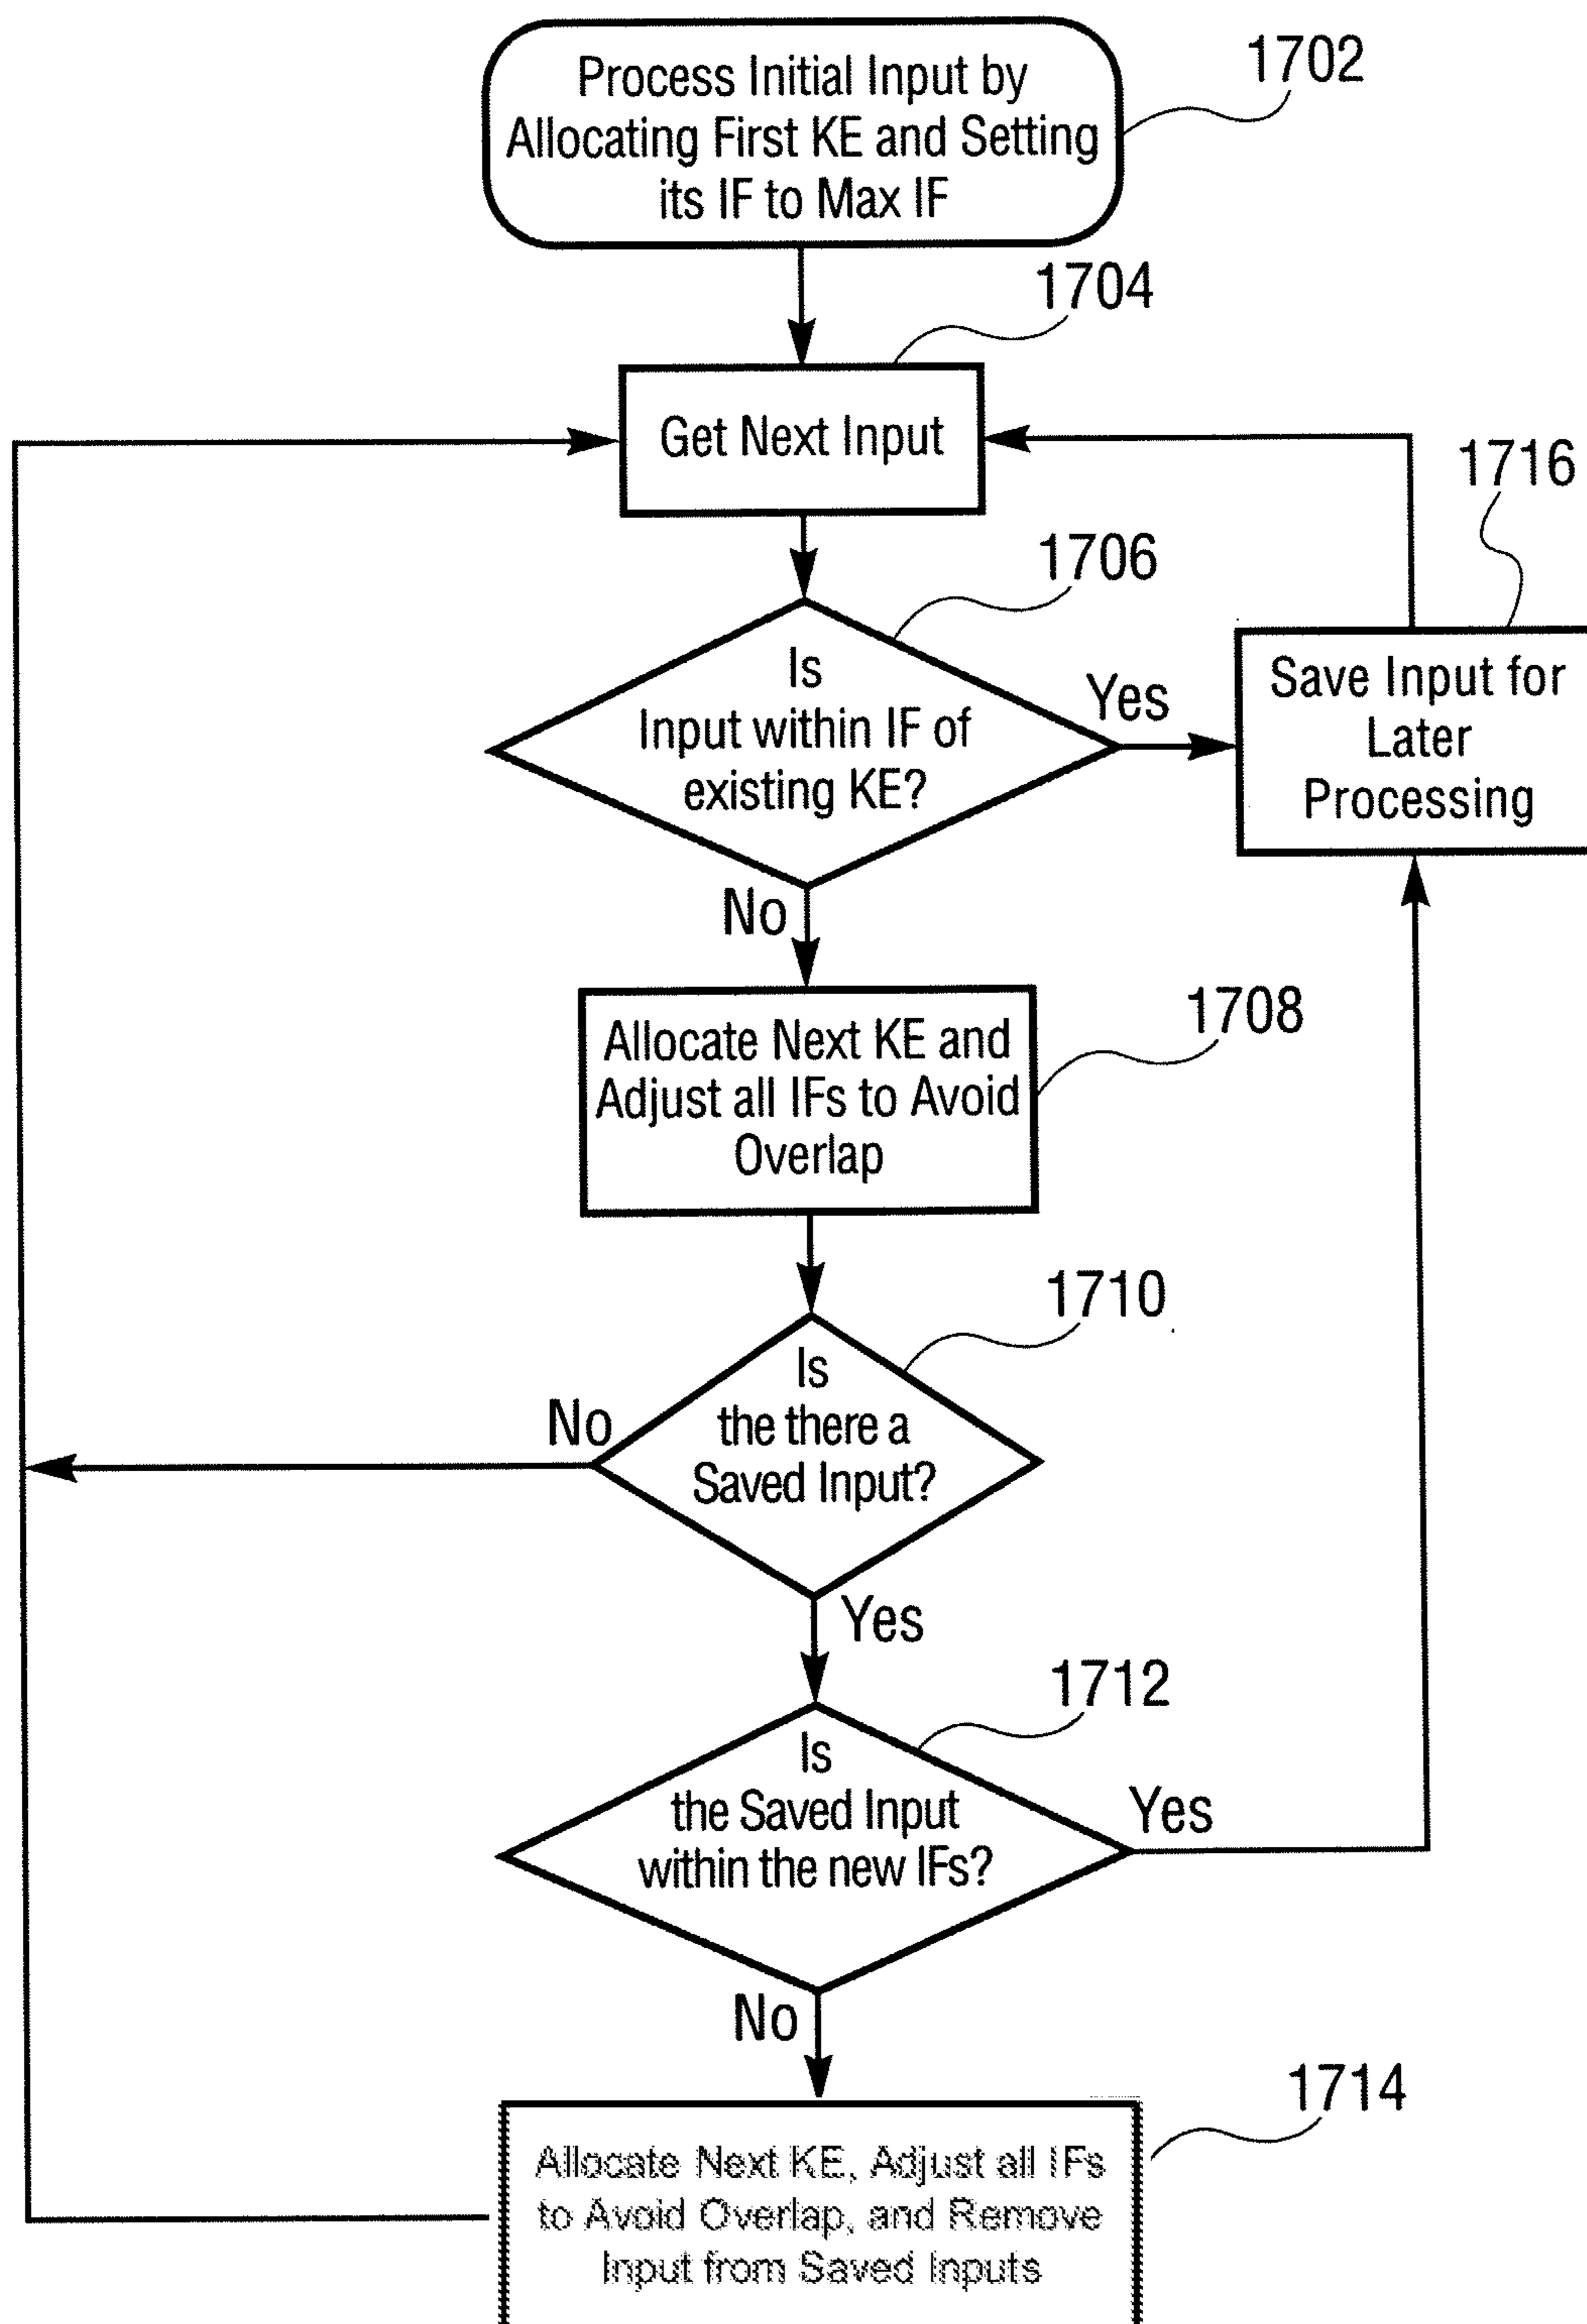 Process Initial Input by
Allocating First KE and Setting
its IF to Max IF
1702
1704
Get Next Input
1716
1706
Is
Input within IF of
existing KE?
Yes
Save Input for
Later
Processing
No
Allocate Next KE and
Adjust all IFs to Avoid
Overlap
1708
1710
Is
the there a
Saved Input?
No
Yes
1712
Is
the Saved Input
within the new IFs?
Yes
No
1714
Allocate Next KE, Adjust all IFs
to Avoid Overlap, and Remove
Input from Saved Inputs